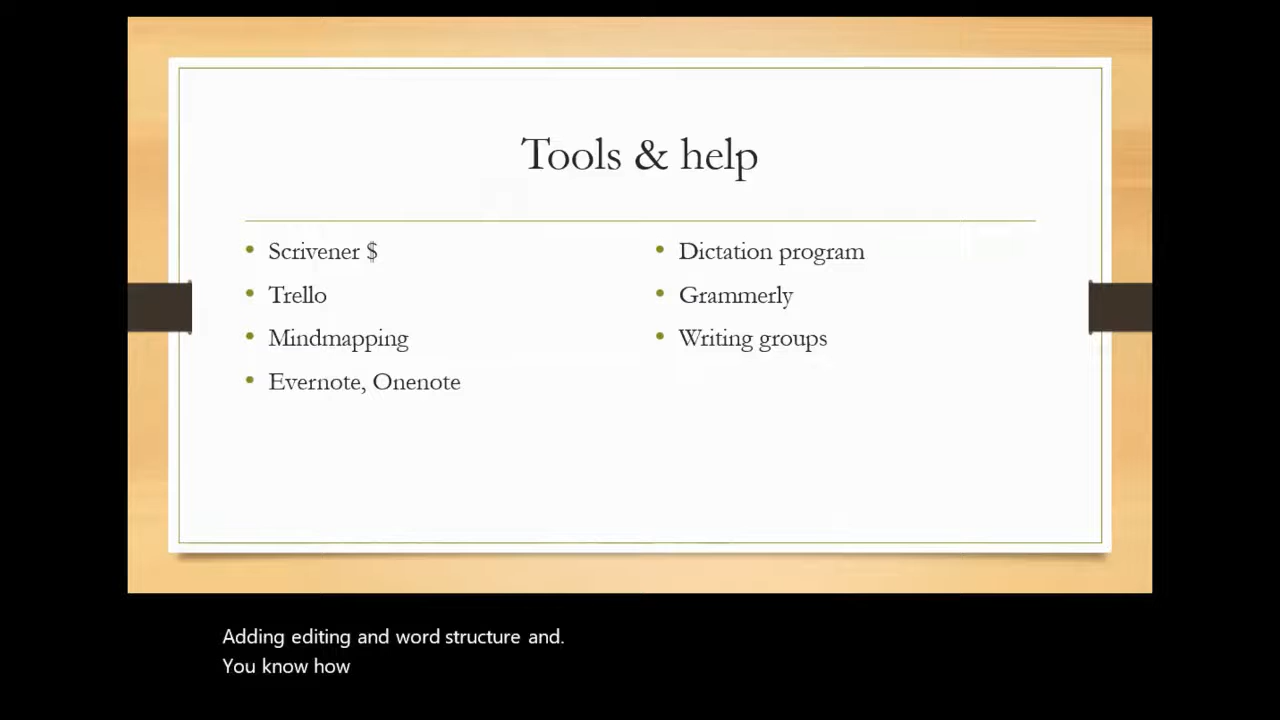 Tools & help
Scrivener $
Trello
Mindmapping
Evernote, Onenote
Dictation program
Grammerly
Writing groups
Adding editing and word structure and.
You know how